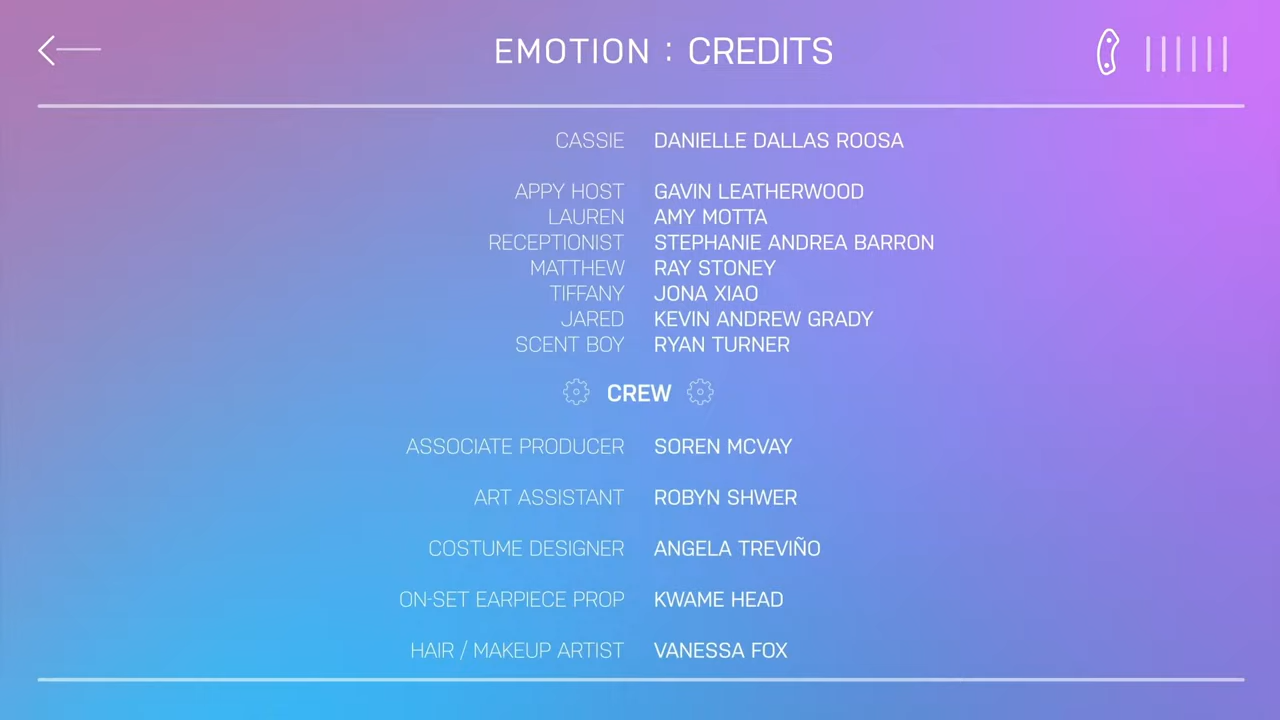 EMOTION : CREDITS
CASSIE DANIELLE DALLAS ROOSA
APPY HOST GAVIN LEATHERWOOD
LAUREN AMY MOTTA
RECEPTIONIST STEPHANIE ANDREA BARRON
MATTHEW RAY STONEY
TIFFANY JONA XIAO
JARED KEVIN ANDREW GRADY
SCENT BOY RYAN TURNER
CREW
ASSOCIATE PRODUCER SOREN MCVAY
ART ASSISTANT ROBYN SHWER
COSTUME DESIGNER ANGELA TREVIÑO
ON-SET EARPIECE PROP KWAME HEAD
HAIR / MAKEUP ARTIST VANESSA FOX